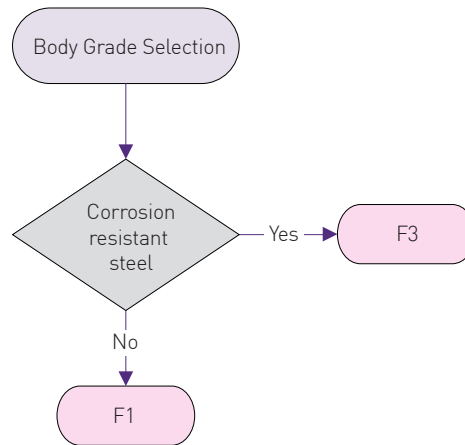 Body Grade Selection
Corrosion
resistant
steel
Yes
F3
No
F1